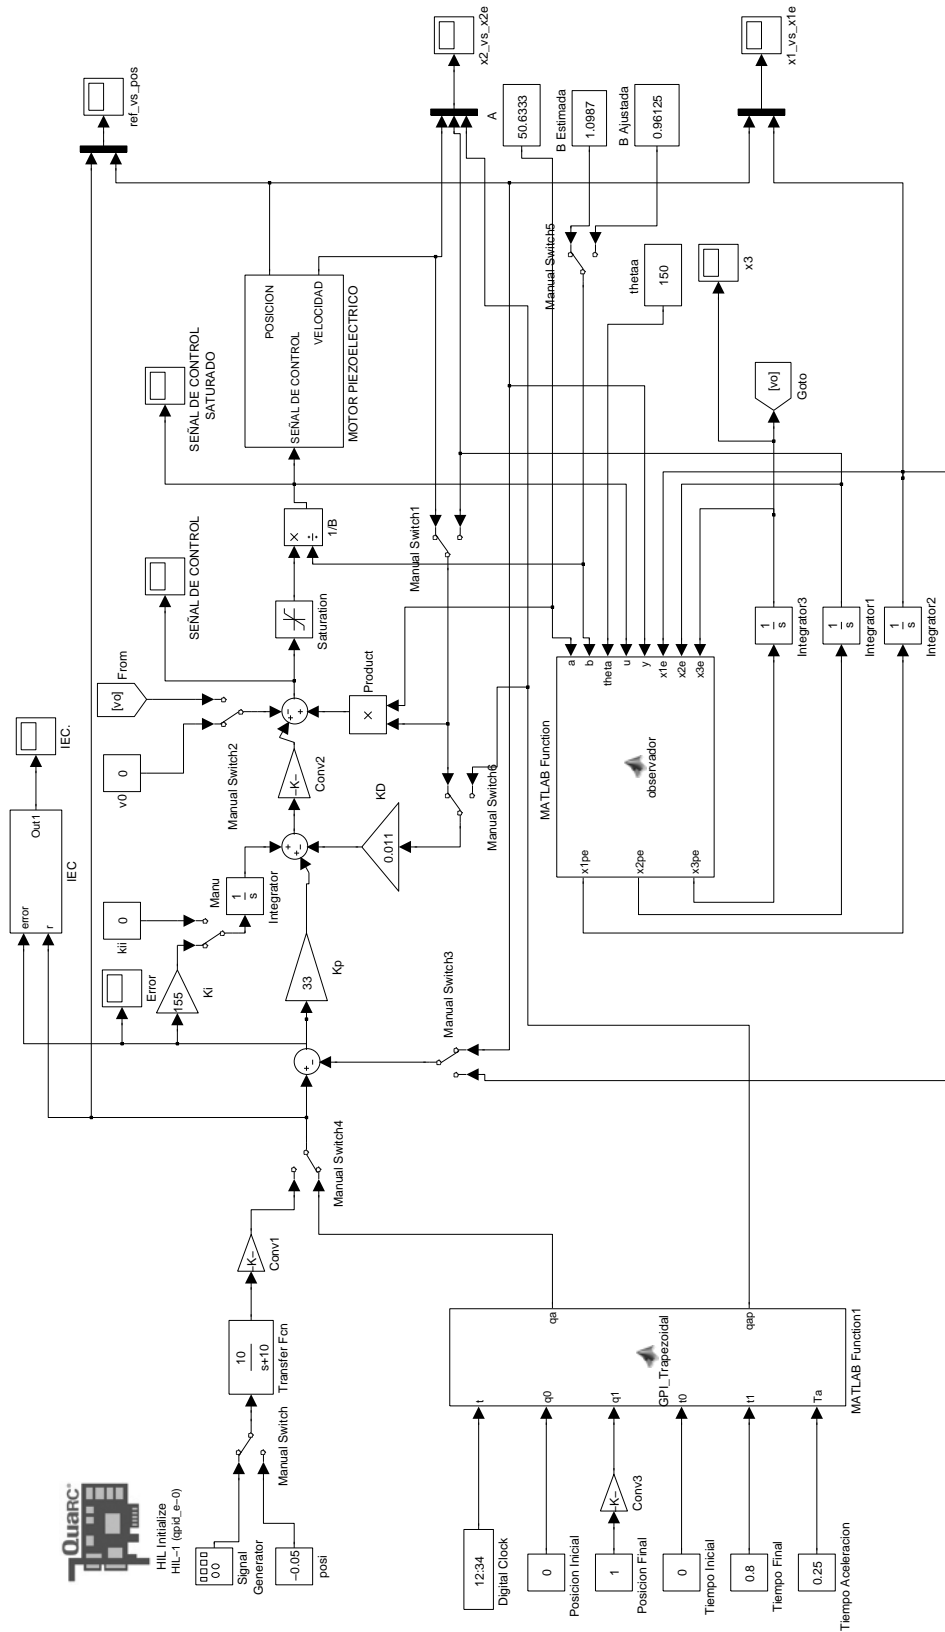 QUARC®
HIL Initialize
HIL−1 (qpid_e−0)
Signal
Generator
−0.05
posi
Manual Switch
10
s+10
Transfer Fcn
−K−
Conv1
Manual Switch4
12:34
Digital Clock
0
Posicion Inicial
1
Posicion Final
−K−
Conv3
0
Tiempo Inicial
0.8
Tiempo Final
0.25
Tiempo Aceleracion
t
q0
q1
t0
t1
Ta
GPI_Trapezoidal
qa
qap
MATLAB Function1
error
r
Out1
IEC
IEC.
Error
155
Ki
kii
0
Manu
1
s
Integrator
33
Kp
Manual Switch3
0.011
KD
−K−
Conv2
v0
0
Manual Switch2
[vo]
From
×
Product
Manual Switch6
Saturation
SEÑAL DE CONTROL
×
÷
1/B
Manual Switch1
SEÑAL DE CONTROL
SATURADO
SEÑAL DE CONTROL
POSICION
VELOCIDAD
MOTOR PIEZOELECTRICO
ref_vs_pos
x2_vs_x2e
A
50.6333
B Estimada
1.0987
B Ajustada
0.96125
Manual Switch5
thetaa
150
x3
[vo]
Goto
x1_vs_x1e
MATLAB Function
observador
a
b
theta
u
y
x1e
x2e
x3e
x1pe
x2pe
x3pe
1
s
Integrator3
1
s
Integrator1
1
s
Integrator2